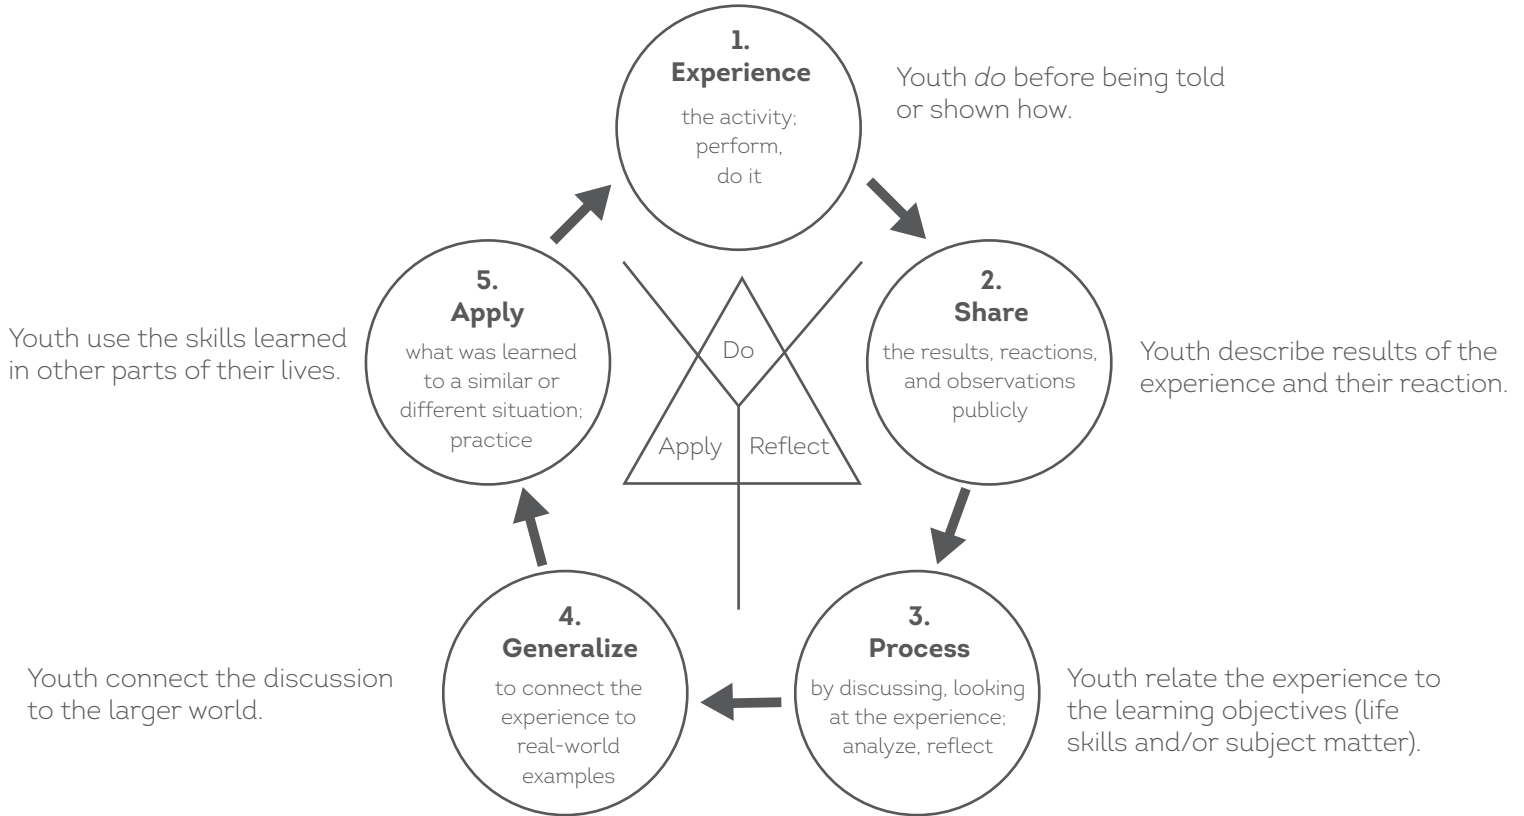 1.
Experience
the activity;
perform,
do it
Youth do before being told
or shown how.
2.
Share
the results, reactions,
and observations
publicly
Youth describe results of the
experience and their reaction.
3.
Process
by discussing, looking
at the experience;
analyze, reflect
Youth relate the experience to
the learning objectives (life
skills and/or subject matter).
4.
Generalize
to connect the
experience to
real-world
examples
Youth connect the discussion
to the larger world.
5.
Apply
what was learned
to a similar or
different situation;
practice
Youth use the skills learned
in other parts of their lives.
Do
Apply
Reflect